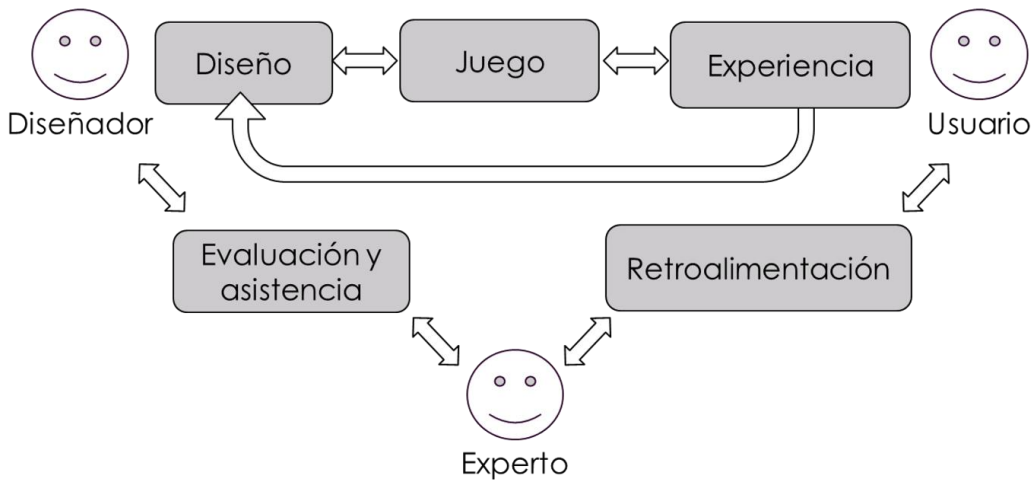 Diseño
Juego
Experiencia
Diseñador
Usuario
Evaluación y
asistencia
Retroalimentación
Experto